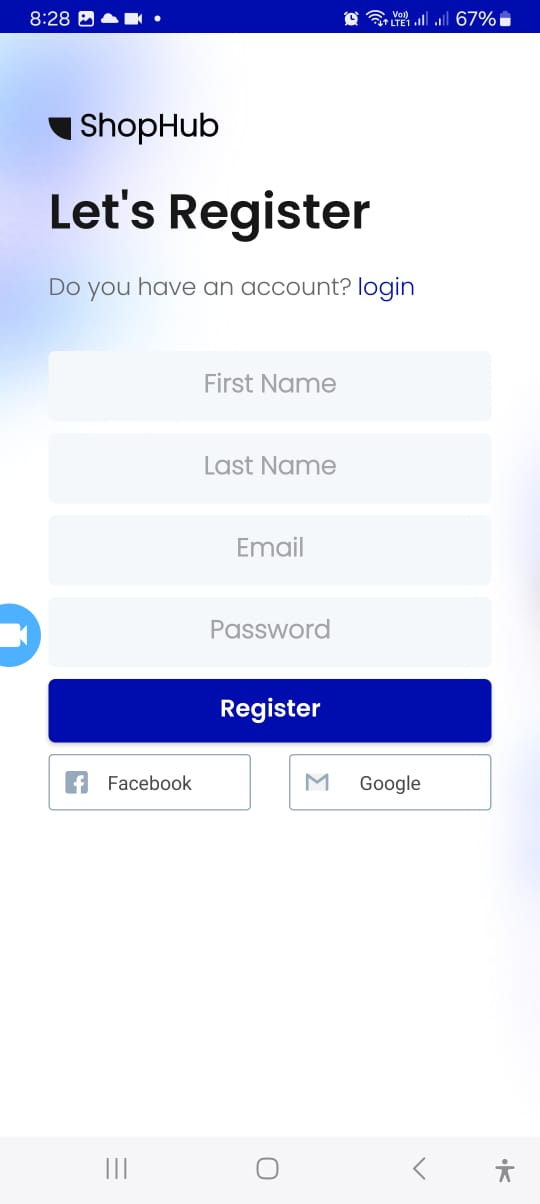 8:28 Vo) LTE1 67%
ShopHub
Let's Register
Do you have an account? login
First Name
Last Name
Email
Password
Register
Facebook Google